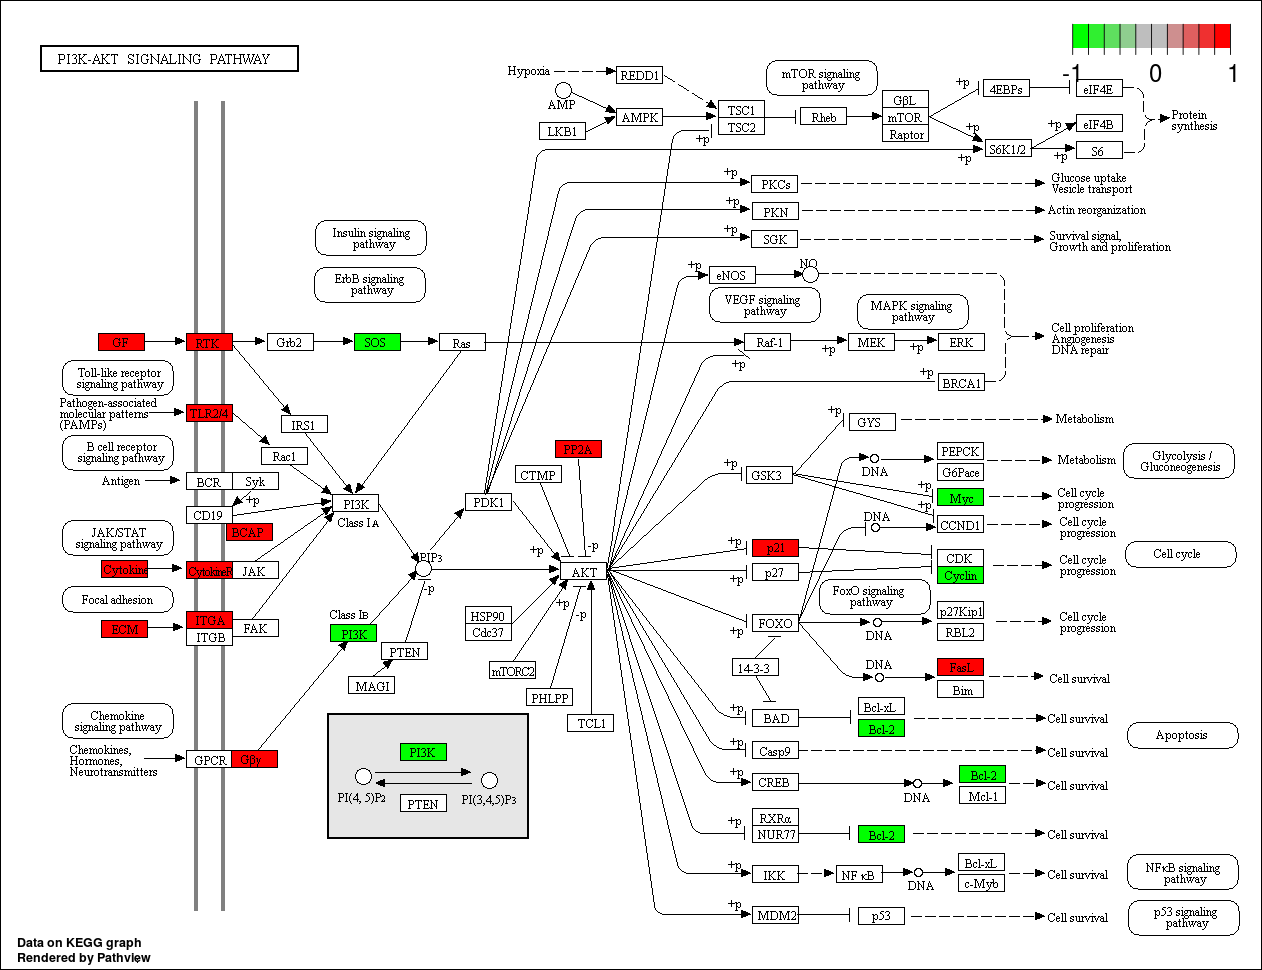 PI3K-AKT SIGNALING PATHWAY
-1 0 1
Hypoxia
REDD1
mTOR signaling
pathway
AMP
LKB1
AMPK
TSC1
TSC2
+p
Rheb
GβL
mTOR
Raptor
+p
4EBPs
eIF4E
+p
S6K1/2
+p
+p
eIF4B
+p
S6
Protein
synthesis
+p
PKCs
Glucose uptake
Vesicle transport
+p
PKN
Actin reorganization
+p
SGK
Survival signal,
Growth and proliferation
Insulin signaling
pathway
ErbB signaling
pathway
+p
eNOS
NO
VEGF signaling
pathway
MAPK signaling
pathway
GF
RTK
Grb2
SOS
Ras
Raf-1
+p
+p
MEK
+p
ERK
Cell proliferation
Angiogenesis
DNA repair
+p
BRCA1
Toll-like receptor
signaling pathway
Pathogen-associated
molecular patterns
(PAMPs)
TLR2/4
IRS1
Rac1
B cell receptor
signaling pathway
Antigen
BCR
Syk
+p
CD19
BCAP
PI3K
Class IA
JAK/STAT
signaling pathway
Cytokine
CytokineR
JAK
Focal adhesion
ECM
ITGA
ITGB
FAK
Chemokine
signaling pathway
Chemokines,
Hormones,
Neurotransmitters
GPCR
Gβγ
PIP3
-p
Class IB
PI3K
PTEN
MAGI
PI3K
PI(4, 5)P2
PI(3,4,5)P3
PTEN
PDK1
PP2A
CTMP
+p
-p
AKT
HSP90
Cdc37
+p
-p
mTORC2
PHLPP
TCL1
+p
GYS
Metabolism
+p
GSK3
DNA
PEPCK
G6Pace
Metabolism
Glycolysis /
Gluconeogenesis
+p
Myc
Cell cycle
progression
+p
DNA
CCND1
Cell cycle
progression
+p
p21
+p
p27
CDK
Cyclin
Cell cycle
progression
Cell cycle
FoxO signaling
pathway
+p
FOXO
DNA
p27Kip1
RBL2
Cell cycle
progression
14-3-3
DNA
FasL
Bim
Cell survival
+p
BAD
Bcl-xL
Bcl-2
Cell survival
Apoptosis
+p
Casp9
Cell survival
+p
CREB
DNA
Bcl-2
Mcl-1
Cell survival
+p
RXRα
NUR77
Bcl-2
Cell survival
+p
IKK
NFκB
DNA
Bcl-xL
c-Myb
Cell survival
NFκB signaling
pathway
+p
MDM2
p53
Cell survival
p53 signaling
pathway
Data on KEGG graph
Rendered by Pathview